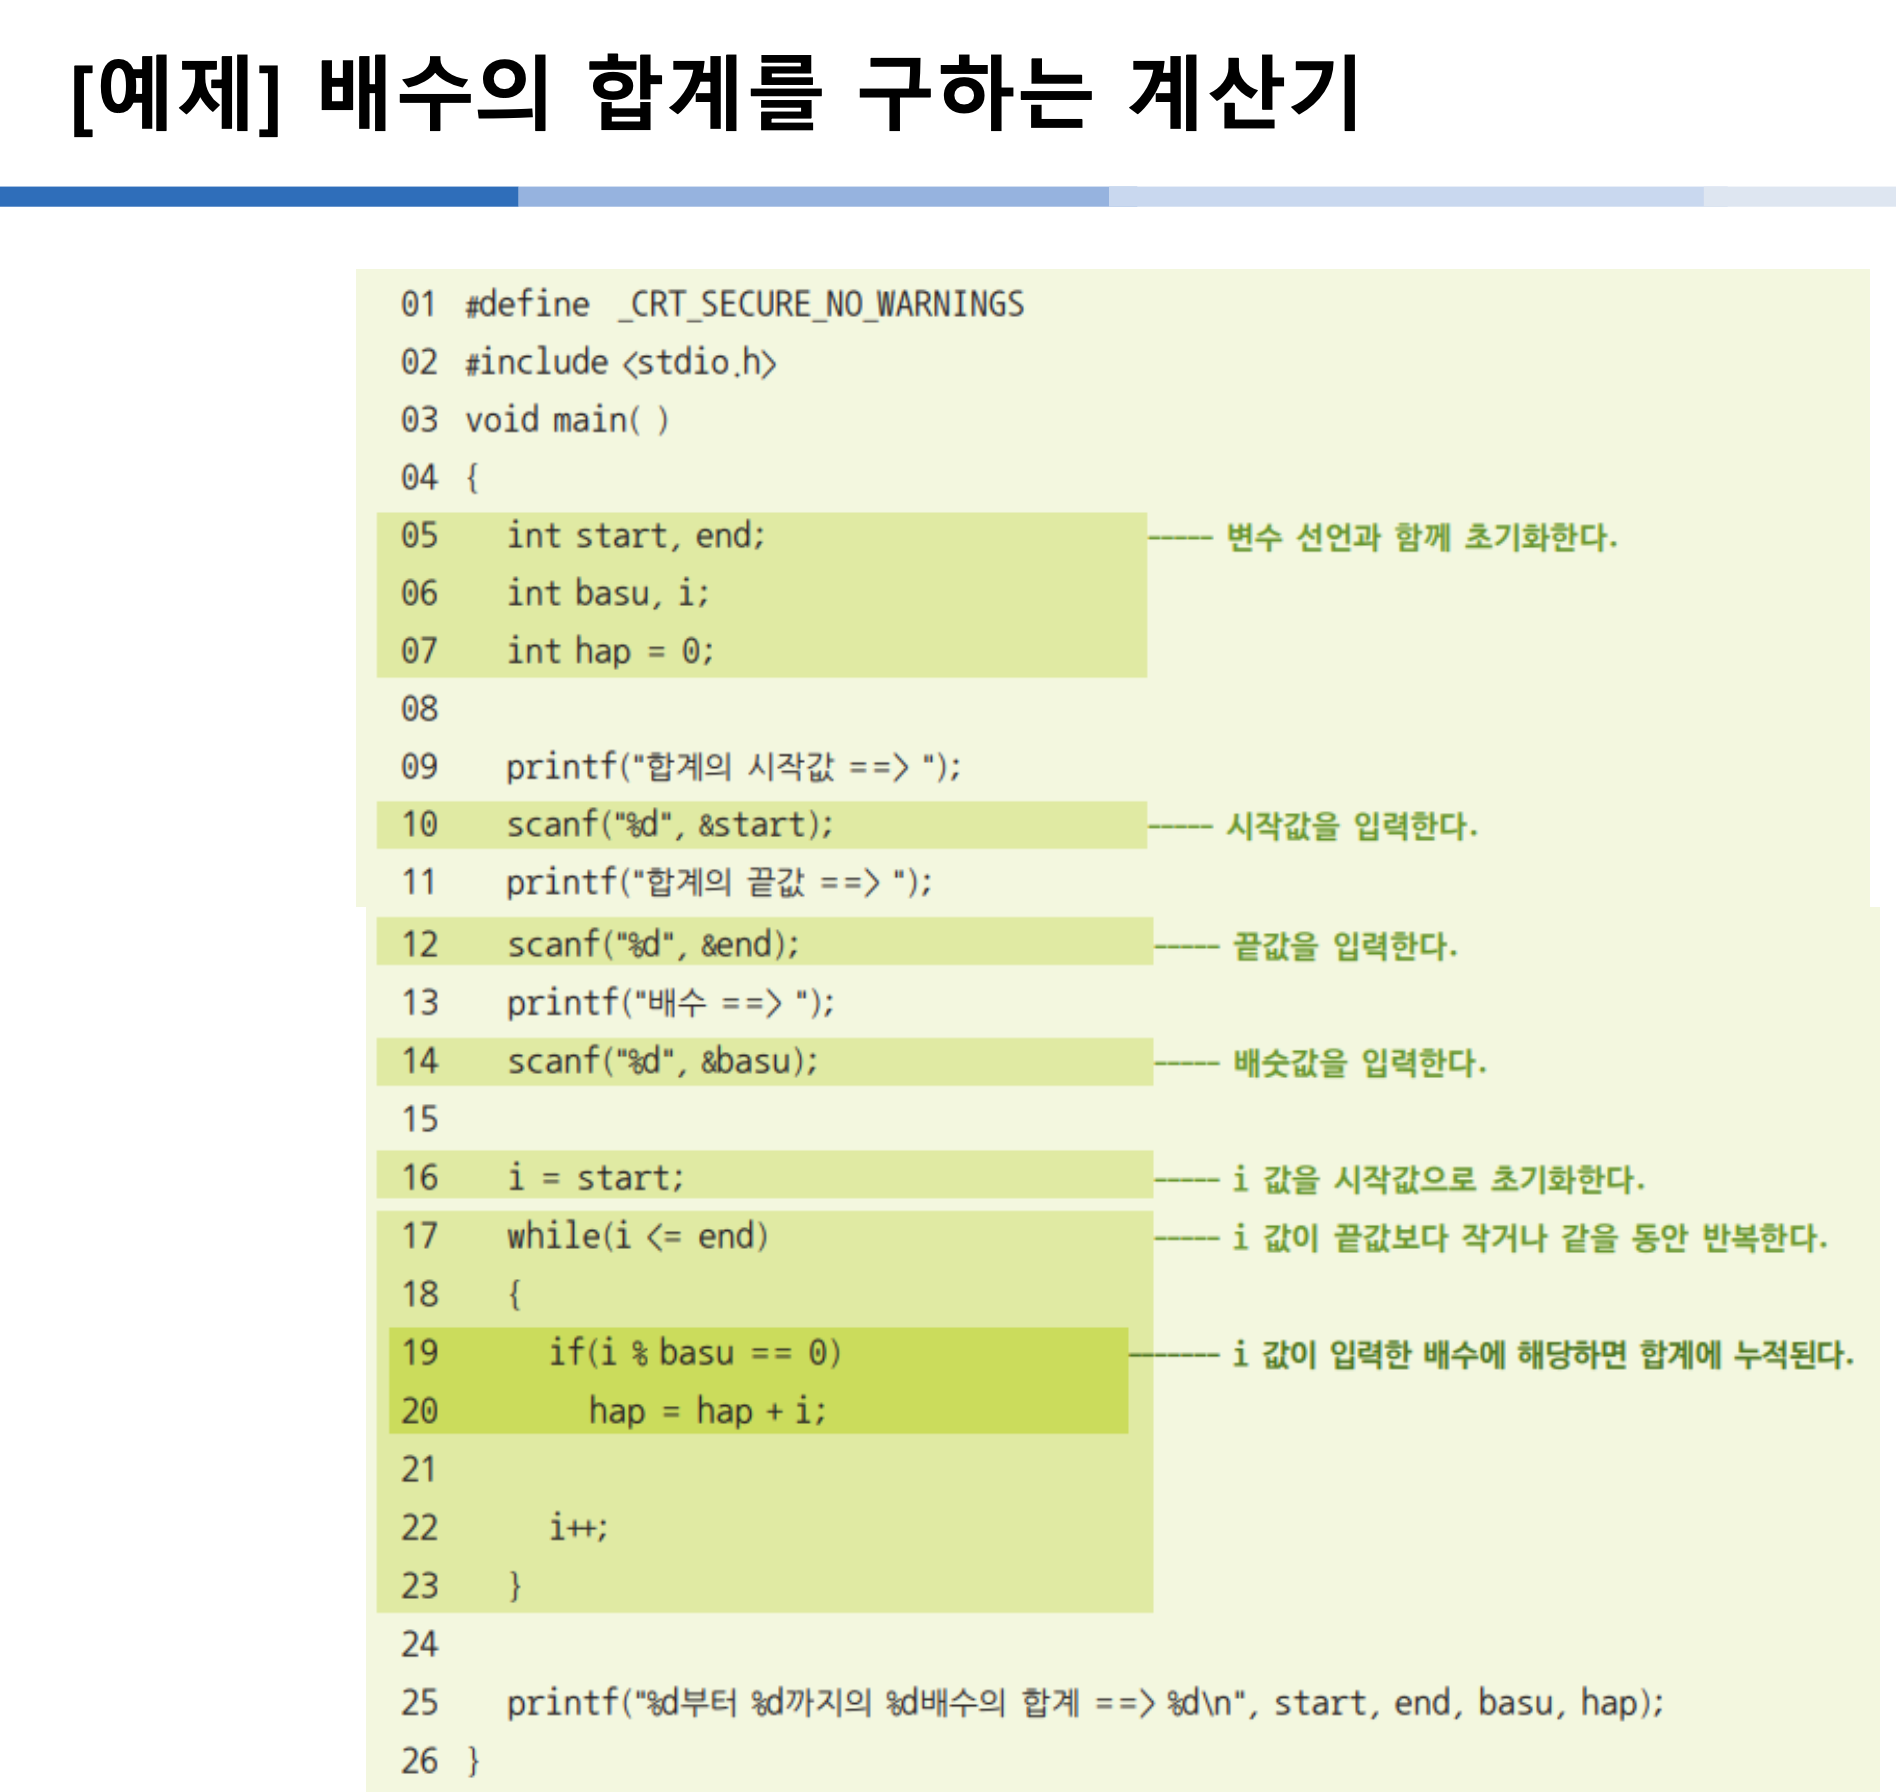 [예제] 배수의 합계를 구하는 계산기
01 #define _CRT_SECURE_NO_WARNINGS
02 #include <stdio.h>
03 void main( )
04 {
05 int start, end; ----- 변수 선언과 함께 초기화한다.
06 int basu, i;
07 int hap = 0;
08
09 printf("합계의 시작값 ==> ");
10 scanf("%d", &start); ----- 시작값을 입력한다.
11 printf("합계의 끝값 ==> ");
12 scanf("%d", &end); ----- 끝값을 입력한다.
13 printf("배수 ==> ");
14 scanf("%d", &basu); ----- 배숫값을 입력한다.
15
16 i = start; ----- i 값을 시작값으로 초기화한다.
17 while(i <= end) ----- i 값이 끝값보다 작거나 같을 동안 반복한다.
18 {
19 if(i % basu == 0) ------- i 값이 입력한 배수에 해당하면 합계에 누적된다.
20 hap = hap + i;
21
22 i++;
23 }
24
25 printf("%d부터 %d까지의 %d배수의 합계 ==> %d\n", start, end, basu, hap);
26 }